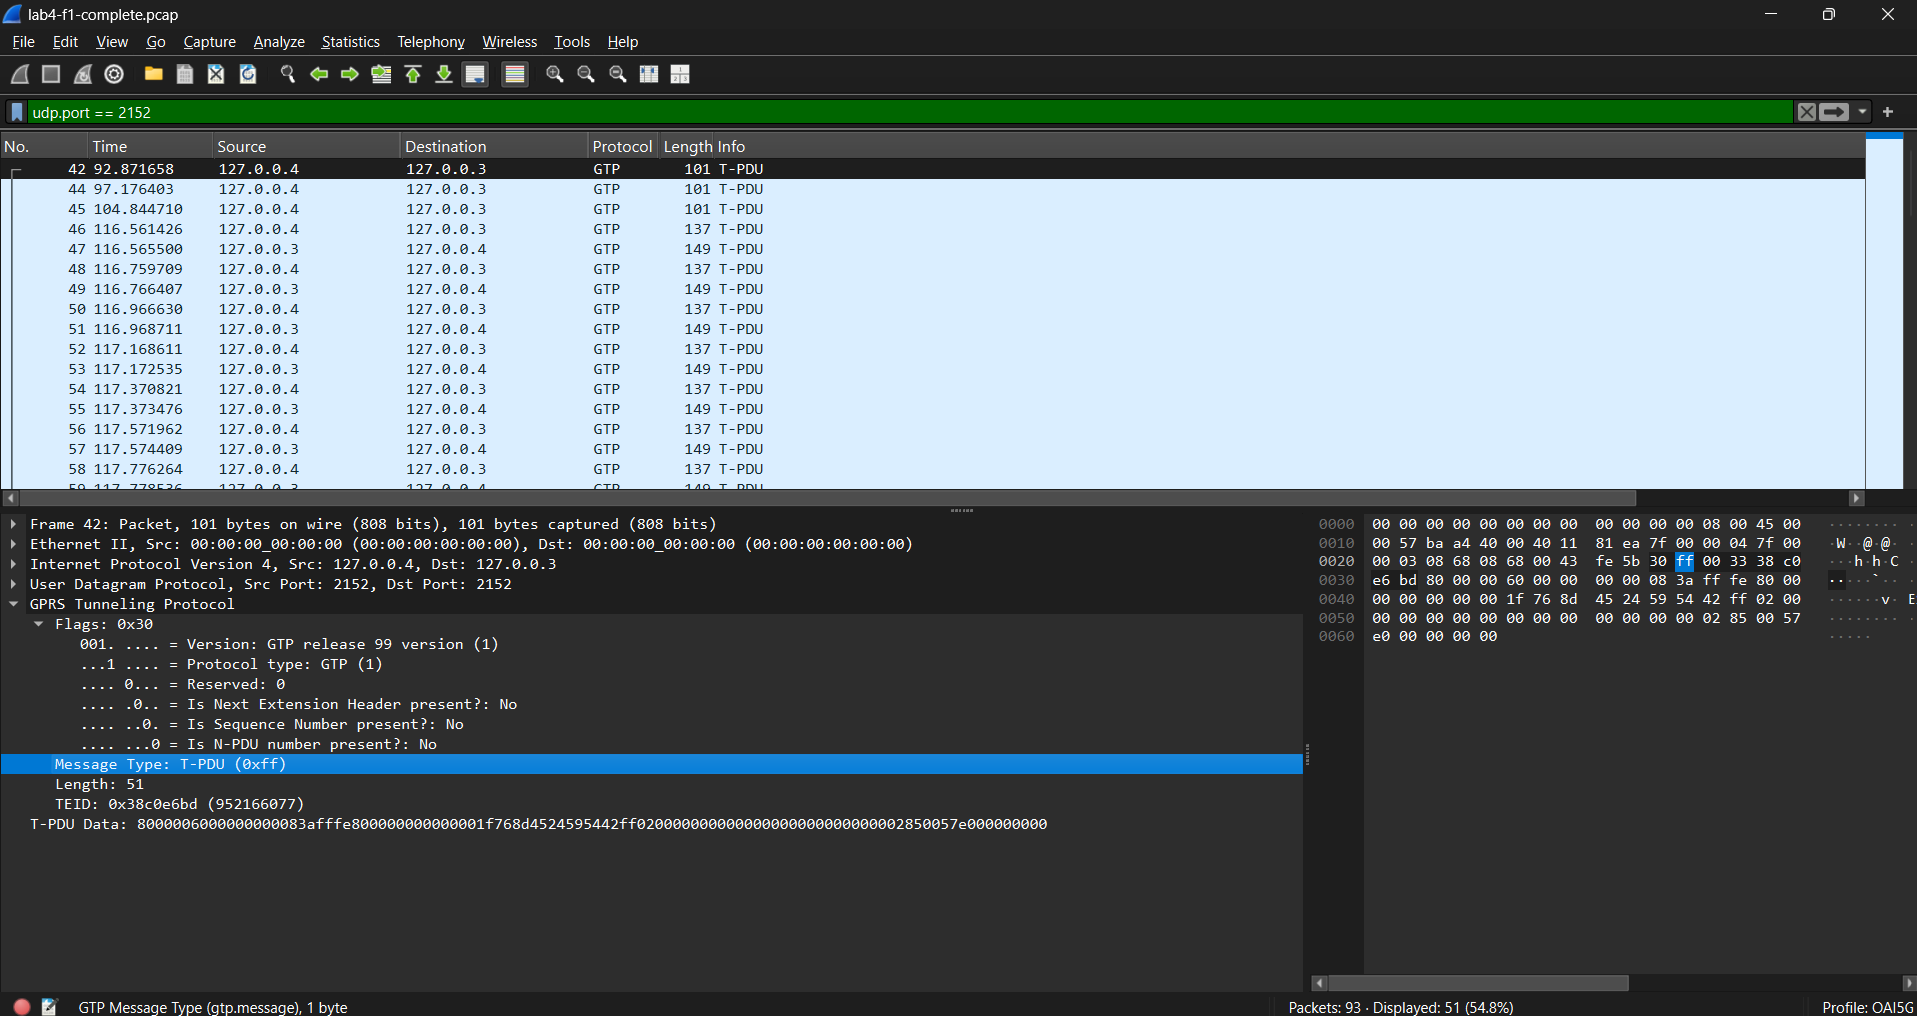 lab4-f1-complete.pcap
File Edit View Go Capture Analyze Statistics Telephony Wireless Tools Help
udp.port == 2152
No. Time Source Destination Protocol Length Info
42 92.871658 127.0.0.4 127.0.0.3 GTP 101 T-PDU
44 97.176403 127.0.0.4 127.0.0.3 GTP 101 T-PDU
45 104.844710 127.0.0.4 127.0.0.3 GTP 101 T-PDU
46 116.561426 127.0.0.4 127.0.0.3 GTP 137 T-PDU
47 116.565500 127.0.0.3 127.0.0.4 GTP 149 T-PDU
48 116.759709 127.0.0.4 127.0.0.3 GTP 137 T-PDU
49 116.766407 127.0.0.3 127.0.0.4 GTP 149 T-PDU
50 116.966630 127.0.0.4 127.0.0.3 GTP 137 T-PDU
51 116.968711 127.0.0.3 127.0.0.4 GTP 149 T-PDU
52 117.168611 127.0.0.4 127.0.0.3 GTP 137 T-PDU
53 117.172535 127.0.0.3 127.0.0.4 GTP 149 T-PDU
54 117.370821 127.0.0.4 127.0.0.3 GTP 137 T-PDU
55 117.373476 127.0.0.3 127.0.0.4 GTP 149 T-PDU
56 117.571962 127.0.0.4 127.0.0.3 GTP 137 T-PDU
57 117.574409 127.0.0.3 127.0.0.4 GTP 149 T-PDU
58 117.776264 127.0.0.4 127.0.0.3 GTP 137 T-PDU
59 117.778536 127.0.0.3 127.0.0.4 GTP 149 T-PDU
Frame 42: Packet, 101 bytes on wire (808 bits), 101 bytes captured (808 bits)
Ethernet II, Src: 00:00:00_00:00:00 (00:00:00:00:00:00), Dst: 00:00:00_00:00:00 (00:00:00:00:00:00)
Internet Protocol Version 4, Src: 127.0.0.4, Dst: 127.0.0.3
User Datagram Protocol, Src Port: 2152, Dst Port: 2152
GPRS Tunneling Protocol
Flags: 0x30
001. .... = Version: GTP release 99 version (1)
...1 .... = Protocol type: GTP (1)
.... 0... = Reserved: 0
.... .0.. = Is Next Extension Header present?: No
.... ..0. = Is Sequence Number present?: No
.... ...0 = Is N-PDU number present?: No
Message Type: T-PDU (0xff)
Length: 51
TEID: 0x38c0e6bd (952166077)
T-PDU Data: 8000006000000000083afffe800000000000001f768d4524595442ff020000000000000000000000000002850057e000000000
0000 00 00 00 00 00 00 00 00 00 00 00 00 08 00 45 00 ········ ·
0010 00 57 ba a4 40 00 40 11 81 ea 7f 00 00 04 7f 00 ·W··@·@· ·
0020 00 03 08 68 08 68 00 43 fe 5b 30 ff 00 33 38 c0 ···h·h·C ·
0030 e6 bd 80 00 00 60 00 00 00 00 08 3a ff fe 80 00 ·····`·· ·
0040 00 00 00 00 00 1f 76 8d 45 24 59 54 42 ff 02 00 ······v· E
0050 00 00 00 00 00 00 00 00 00 00 00 00 02 85 00 57 ········ ·
0060 e0 00 00 00 00 ·····
GTP Message Type (gtp.message), 1 byte
Packets: 93 · Displayed: 51 (54.8%)
Profile: OAI5G